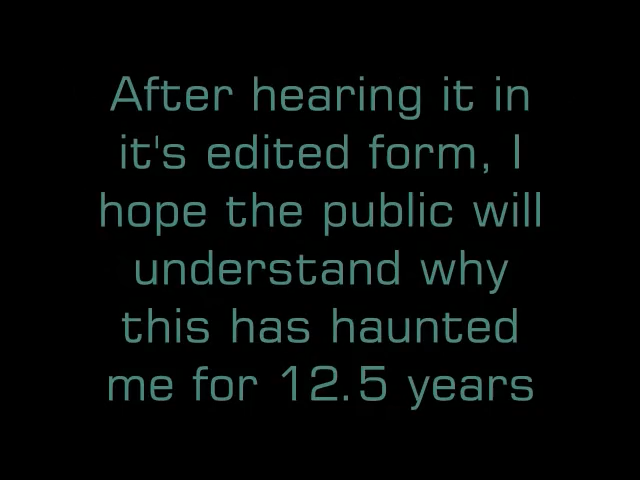 After hearing it in
it's edited form, I
hope the public will
understand why
this has haunted
me for 12.5 years